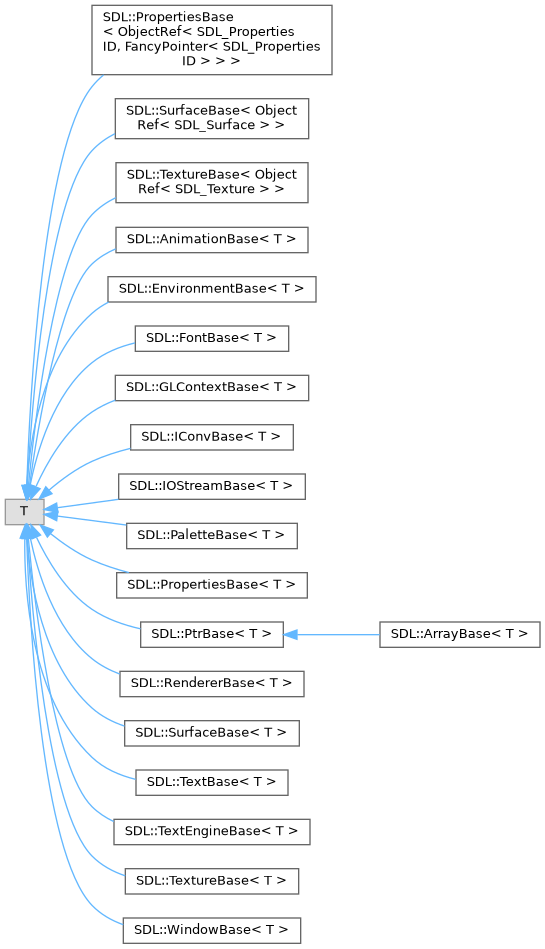 SDL::PropertiesBase
< ObjectRef< SDL_Properties
ID, FancyPointer< SDL_Properties
ID > > >
SDL::SurfaceBase< Object
Ref< SDL_Surface > >
SDL::TextureBase< Object
Ref< SDL_Texture > >
SDL::AnimationBase< T >
SDL::EnvironmentBase< T >
SDL::FontBase< T >
SDL::GLContextBase< T >
SDL::IConvBase< T >
SDL::IOStreamBase< T >
T
SDL::PaletteBase< T >
SDL::PropertiesBase< T >
SDL::PtrBase< T >
SDL::ArrayBase< T >
SDL::RendererBase< T >
SDL::SurfaceBase< T >
SDL::TextBase< T >
SDL::TextEngineBase< T >
SDL::TextureBase< T >
SDL::WindowBase< T >